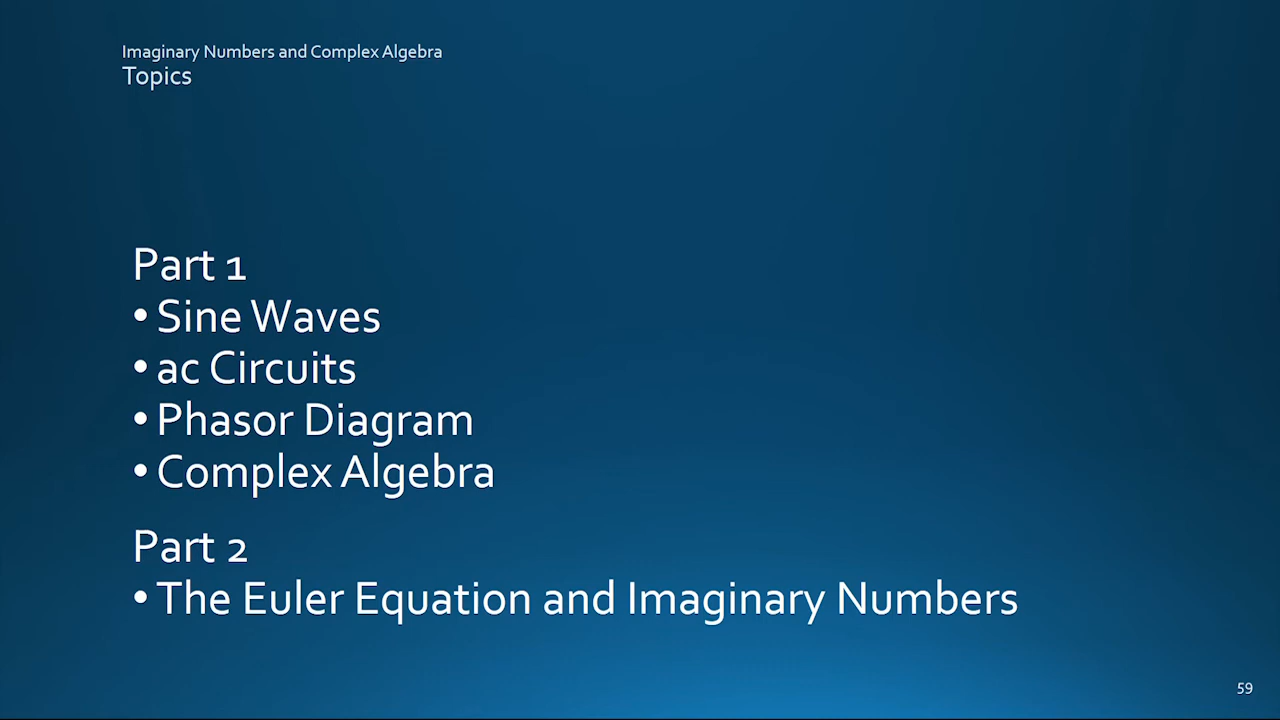 Imaginary Numbers and Complex Algebra
Topics
Part 1
• Sine Waves
• ac Circuits
• Phasor Diagram
• Complex Algebra
Part 2
• The Euler Equation and Imaginary Numbers
59